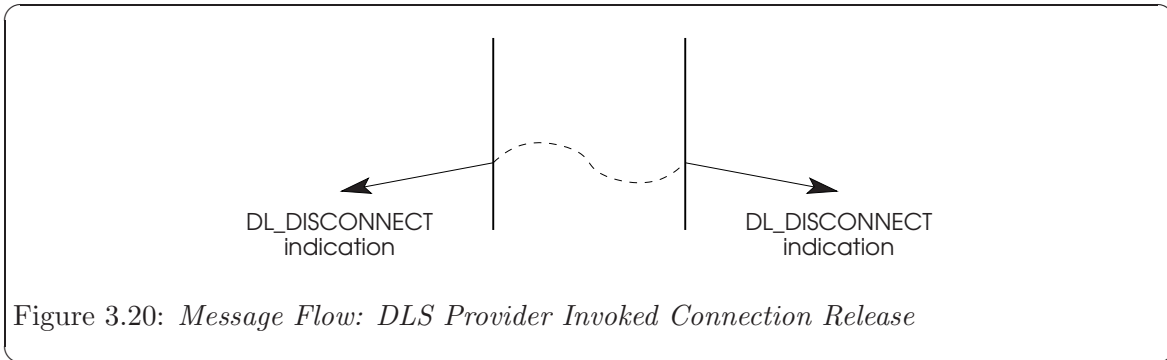 DL_DISCONNECT
indication
DL_DISCONNECT
indication
Figure 3.20: Message Flow: DLS Provider Invoked Connection Release